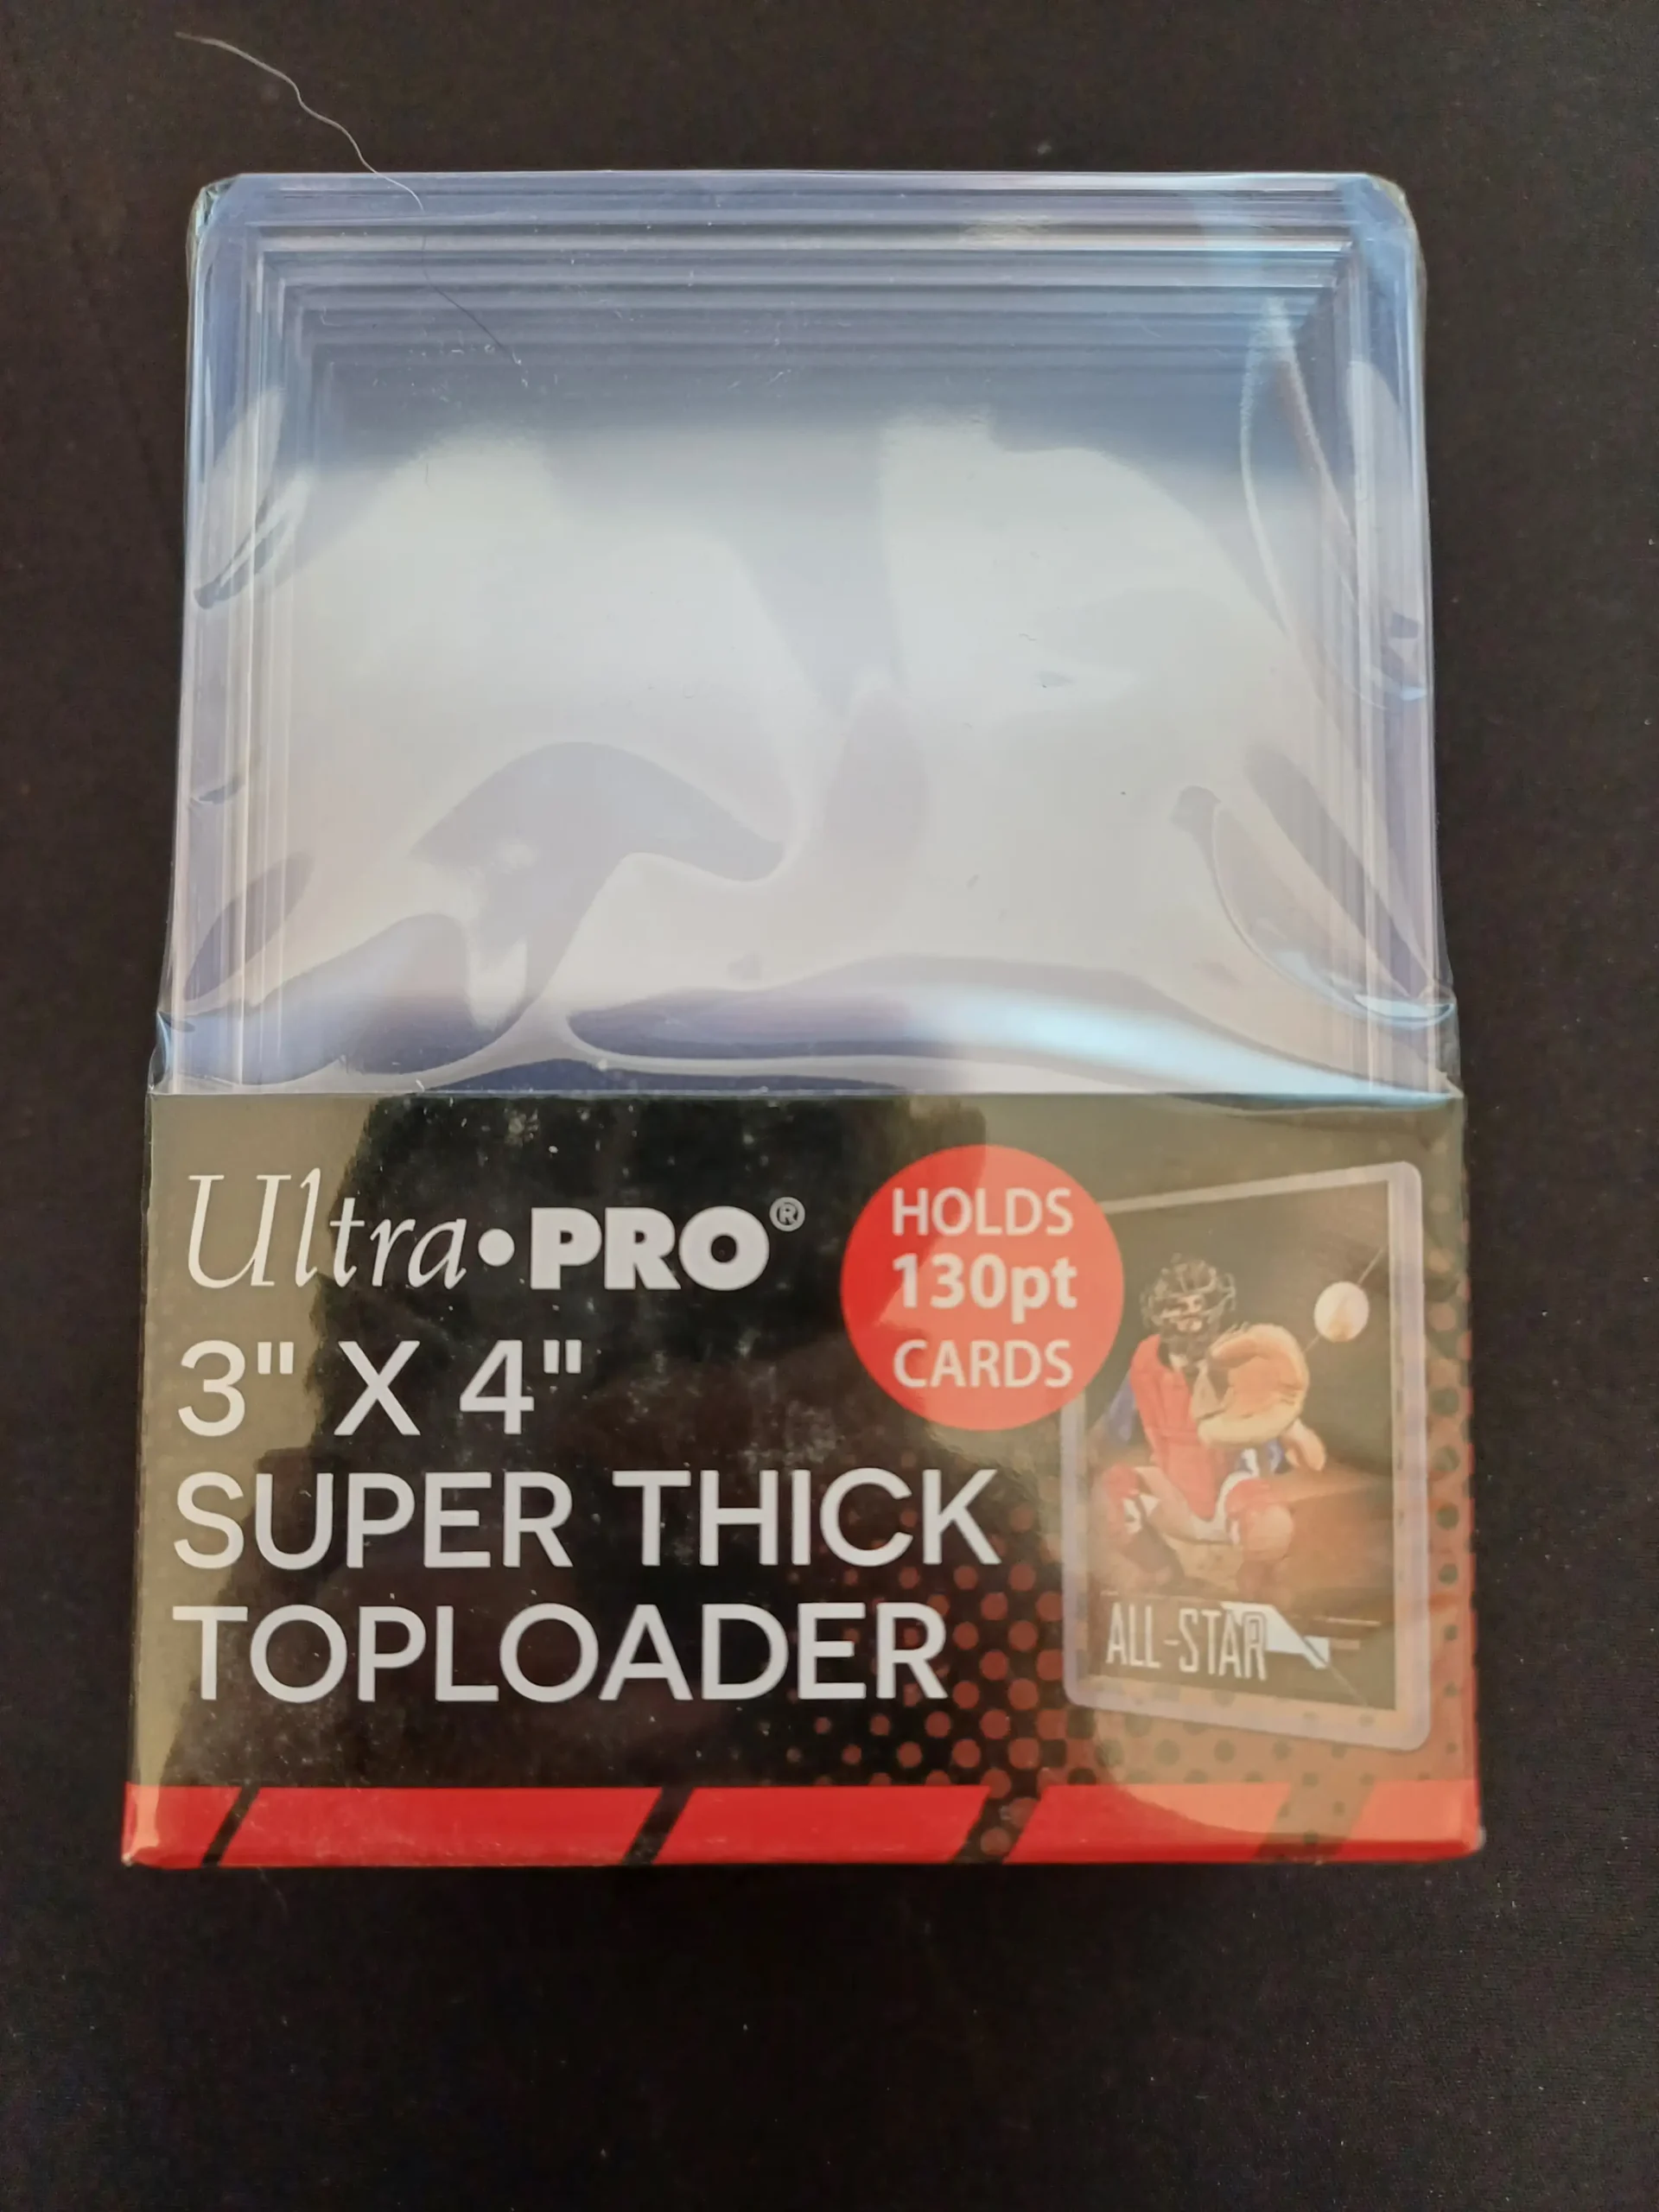 Ultra•PRO®
3" X 4"
SUPER THICK
TOPLOADER
HOLDS
130pt
CARDS
ALL-STAR